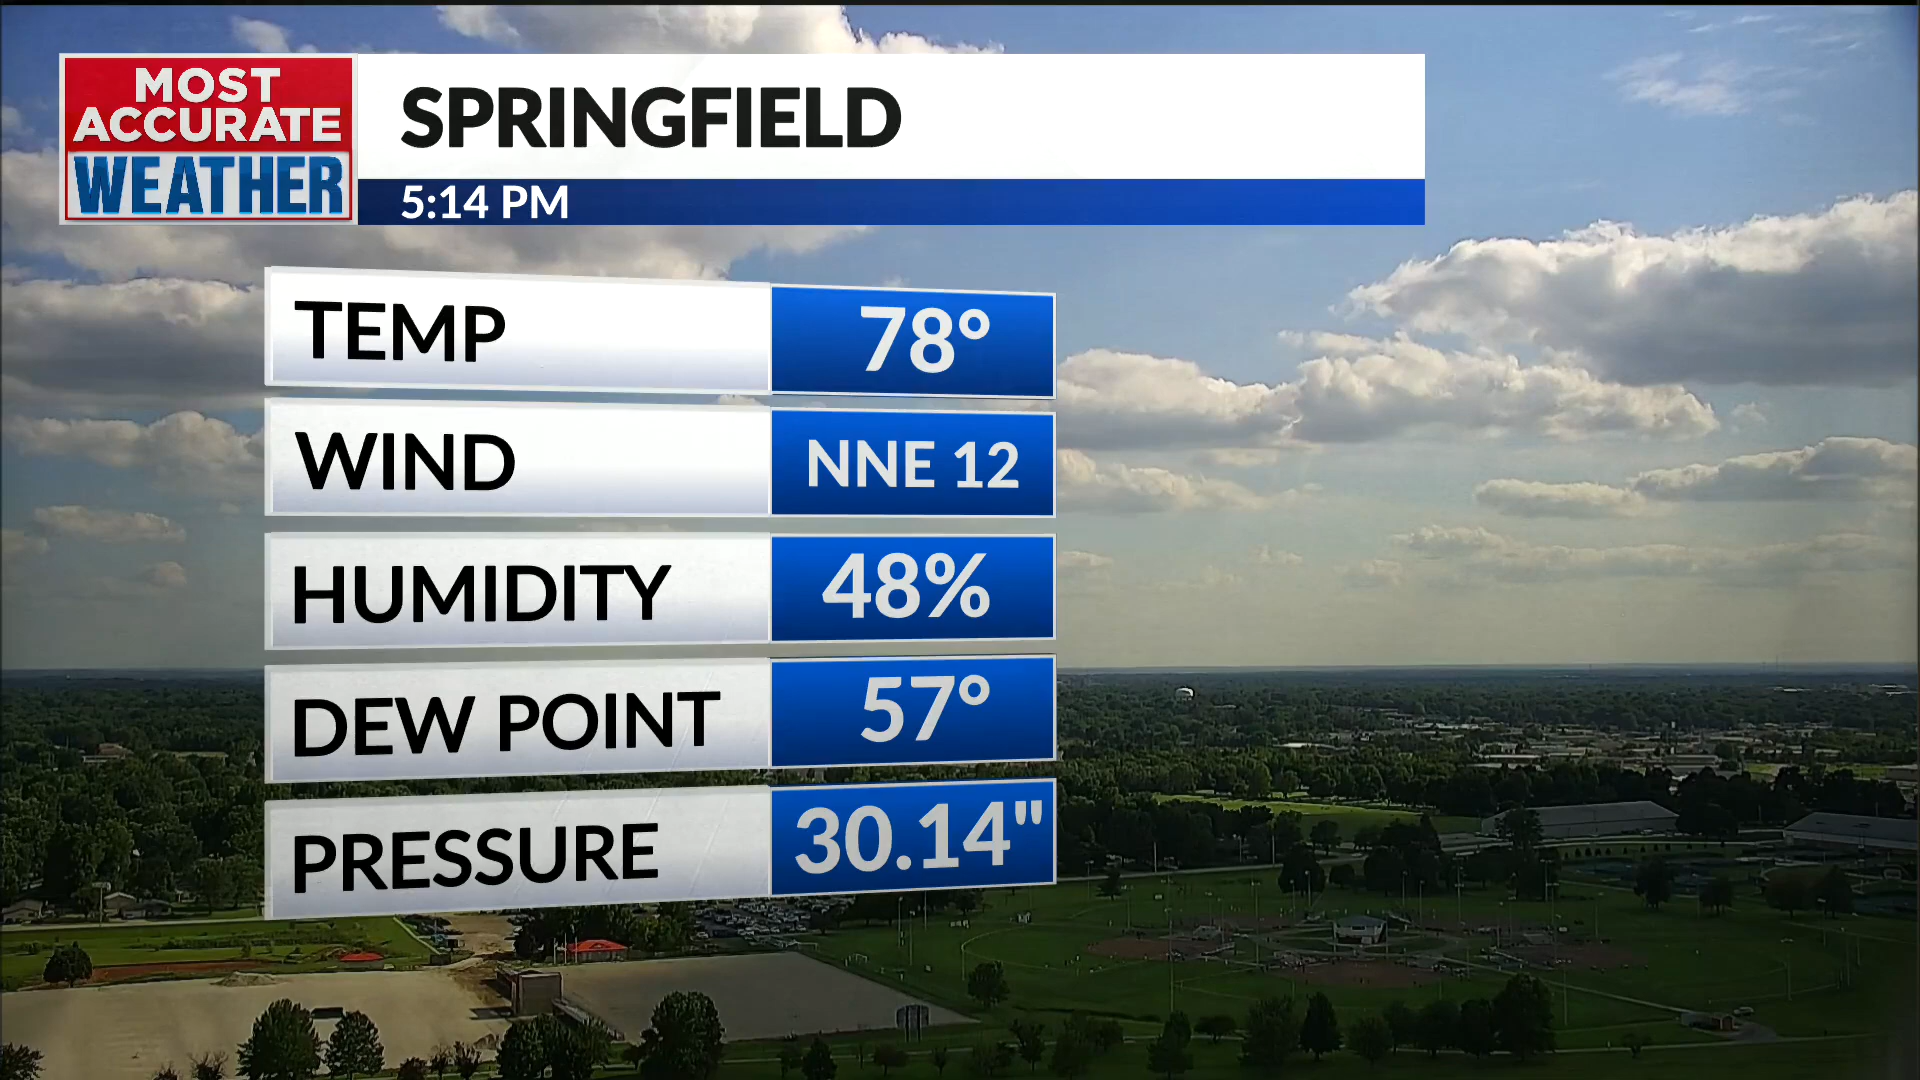 MOST
ACCURATE
WEATHER
SPRINGFIELD
5:14 PM
TEMP 78°
WIND NNE 12
HUMIDITY 48%
DEW POINT 57°
PRESSURE 30.14"